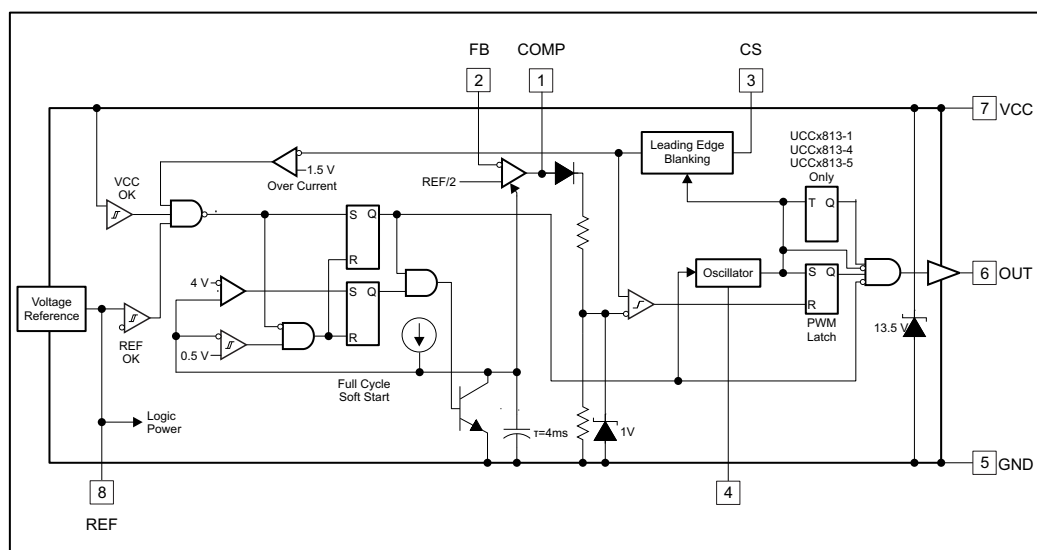 FB
COMP
CS
2
1
3
7
VCC
UCCx813-1
UCCx813-4
UCCx813-5
Only
Leading Edge
Blanking
1.5 V
Over Current
REF/2
VCC
OK
T Q
S Q
R
Oscillator
S Q
R
PWM
Latch
6
OUT
4 V
S Q
R
Voltage
Reference
REF
OK
0.5 V
13.5 V
Full Cycle
Soft Start
Logic
Power
τ=4ms
1V
5
GND
8
REF
4